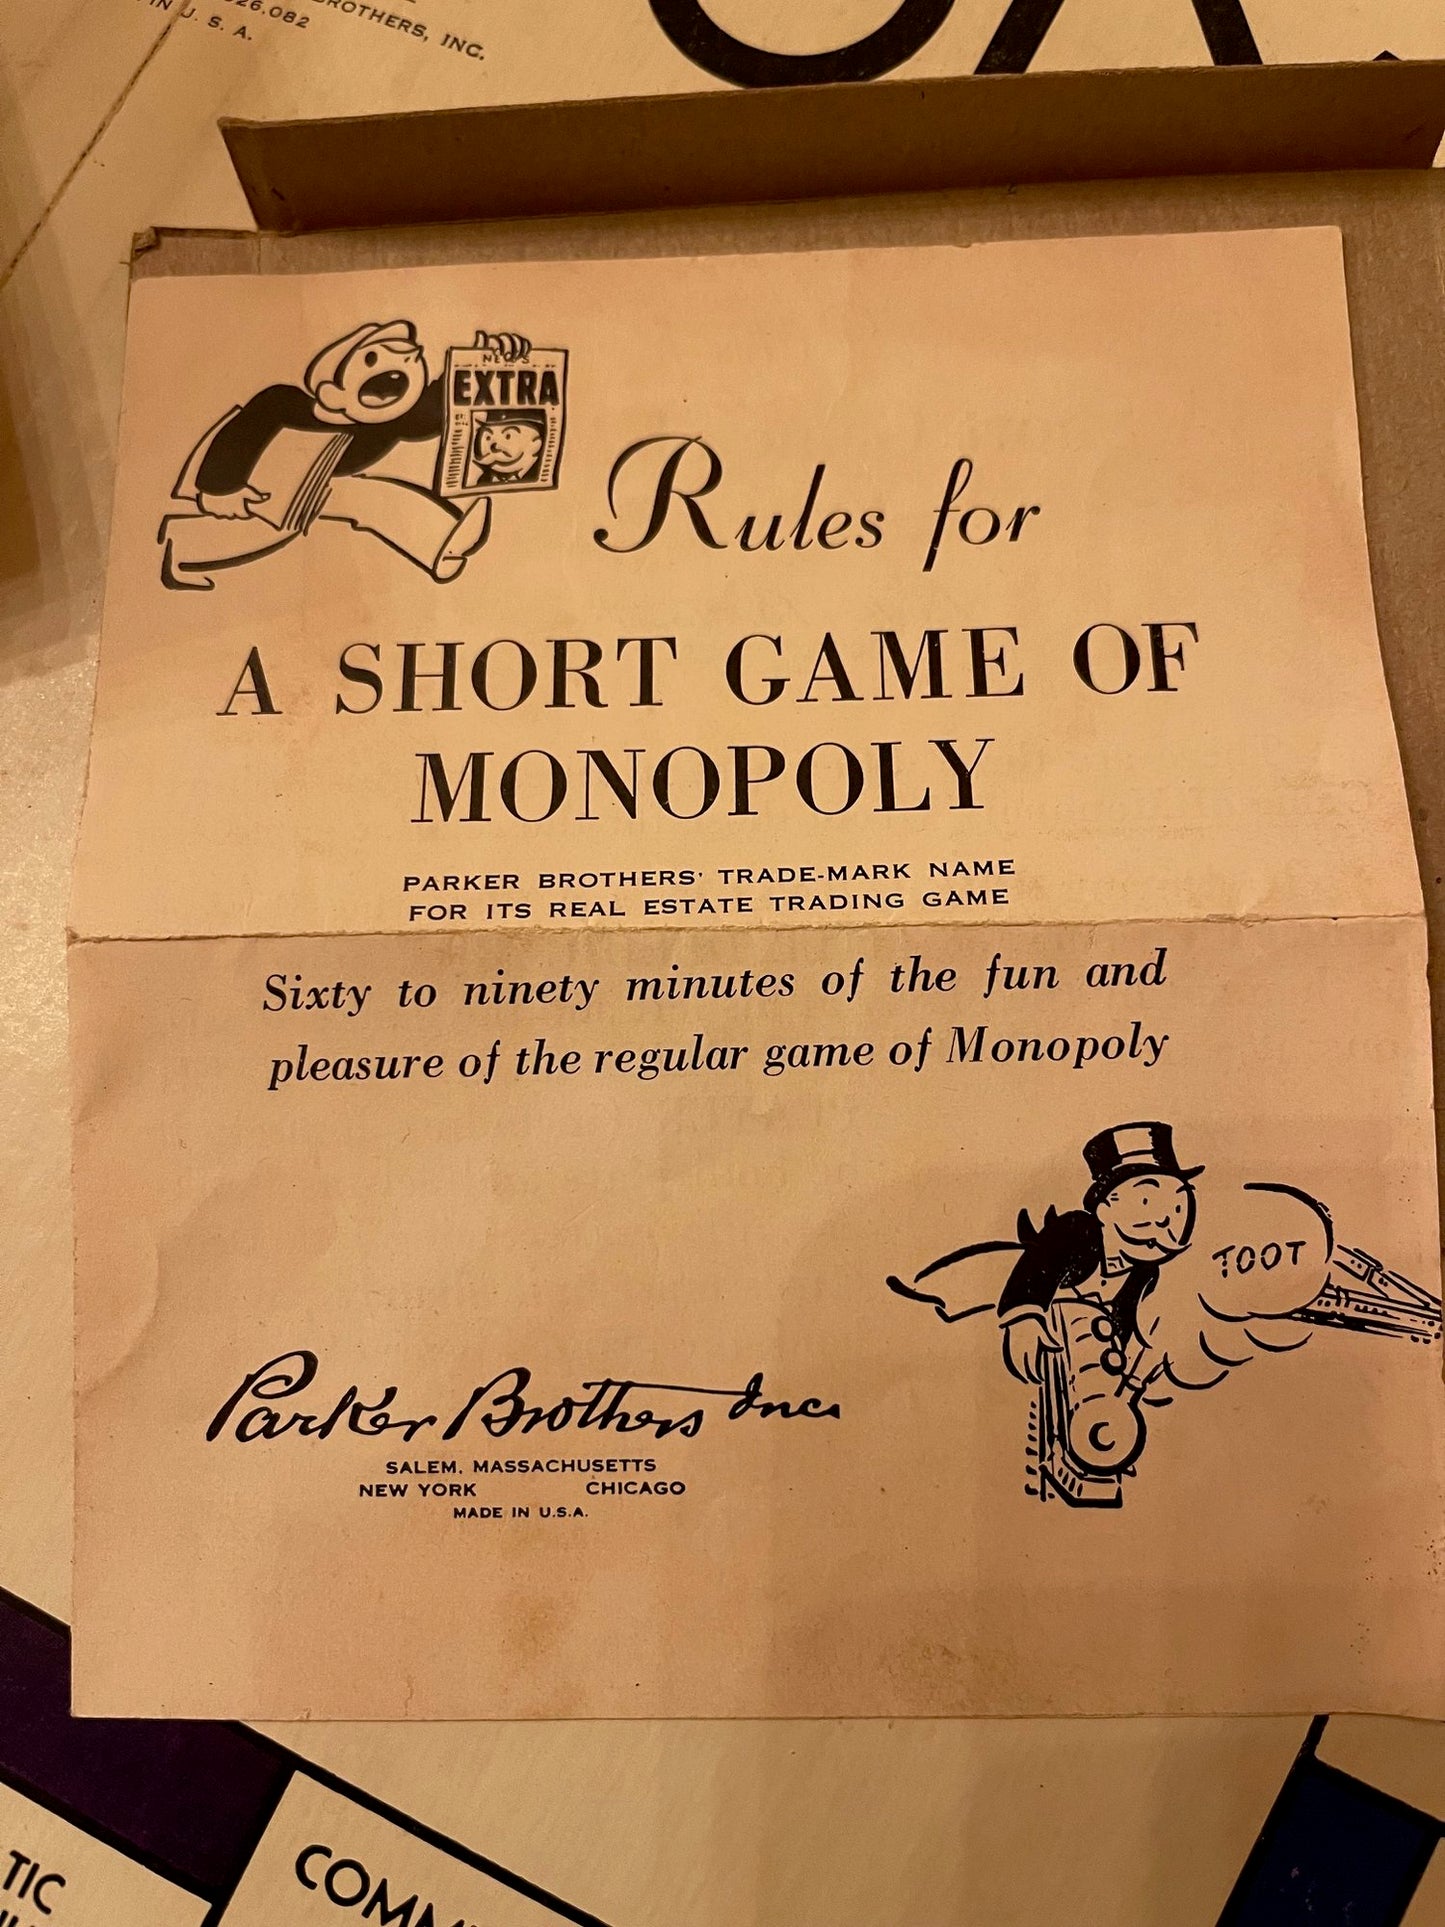 26.082
BROTHERS, INC.
IN U. S. A.
NEWS
EXTRA
Rules for
A SHORT GAME OF
MONOPOLY
PARKER BROTHERS' TRADE-MARK NAME
FOR ITS REAL ESTATE TRADING GAME
Sixty to ninety minutes of the fun and
pleasure of the regular game of Monopoly
TOOT
C
Parker Brothers Inc.
SALEM, MASSACHUSETTS
NEW YORK CHICAGO
MADE IN U.S.A.
TIC
COMM